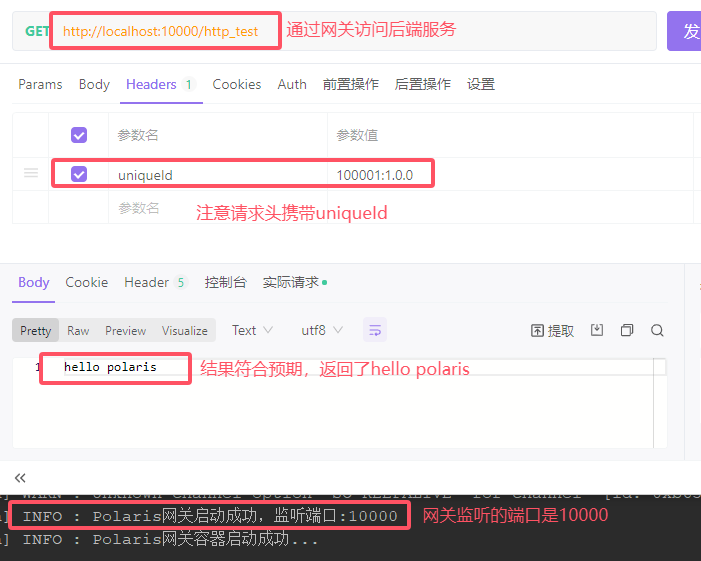 GET http://localhost:10000/http_test 通过网关访问后端服务 发
Params Body Headers 1 Cookies Auth 前置操作 后置操作 设置
参数名 参数值
uniqueId 100001:1.0.0
参数名 注意请求头携带uniqueId
Body Cookie Header 5 控制台 实际请求
Pretty Raw Preview Visualize Text utf8 提取
1 hello polaris 结果符合预期，返回了hello polaris
] INFO : Polaris网关启动成功，监听端口:10000 网关监听的端口是10000
] INFO : Polaris网关容器启动成功...